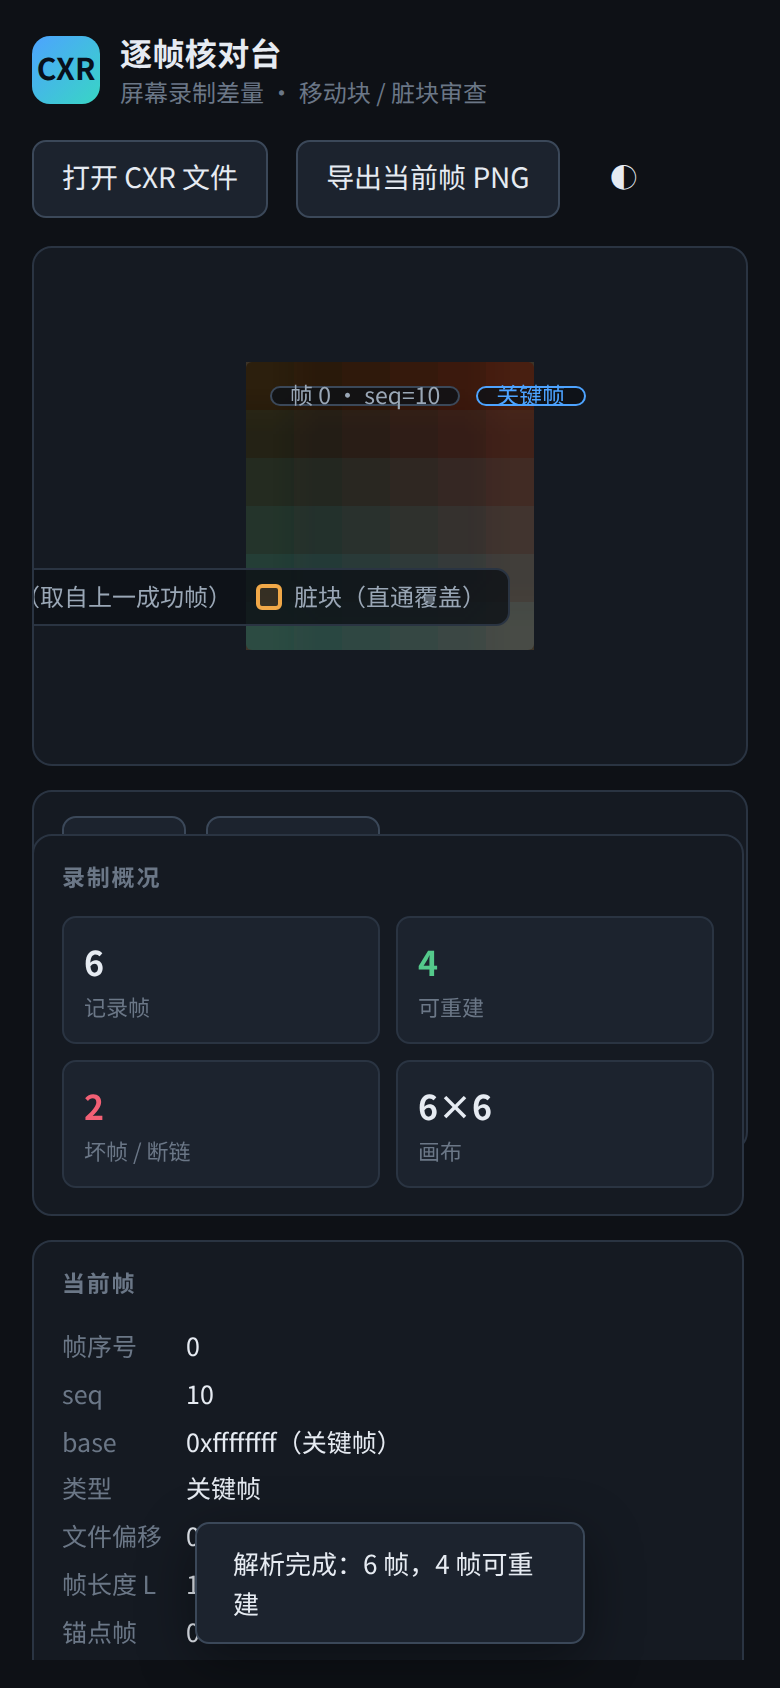 CXR
逐帧核对台
屏幕录制差量 · 移动块 / 脏块审查
打开 CXR 文件
导出当前帧 PNG
帧 0 · seq=10
关键帧
（取自上一成功帧）
脏块（直通覆盖）
录制概况
6
记录帧
4
可重建
2
坏帧 / 断链
6×6
画布
当前帧
帧序号 0
seq 10
base 0xffffffff（关键帧）
类型 关键帧
文件偏移 0
帧长度 L 1
锚点帧 0
解析完成：6 帧，4 帧可重
建